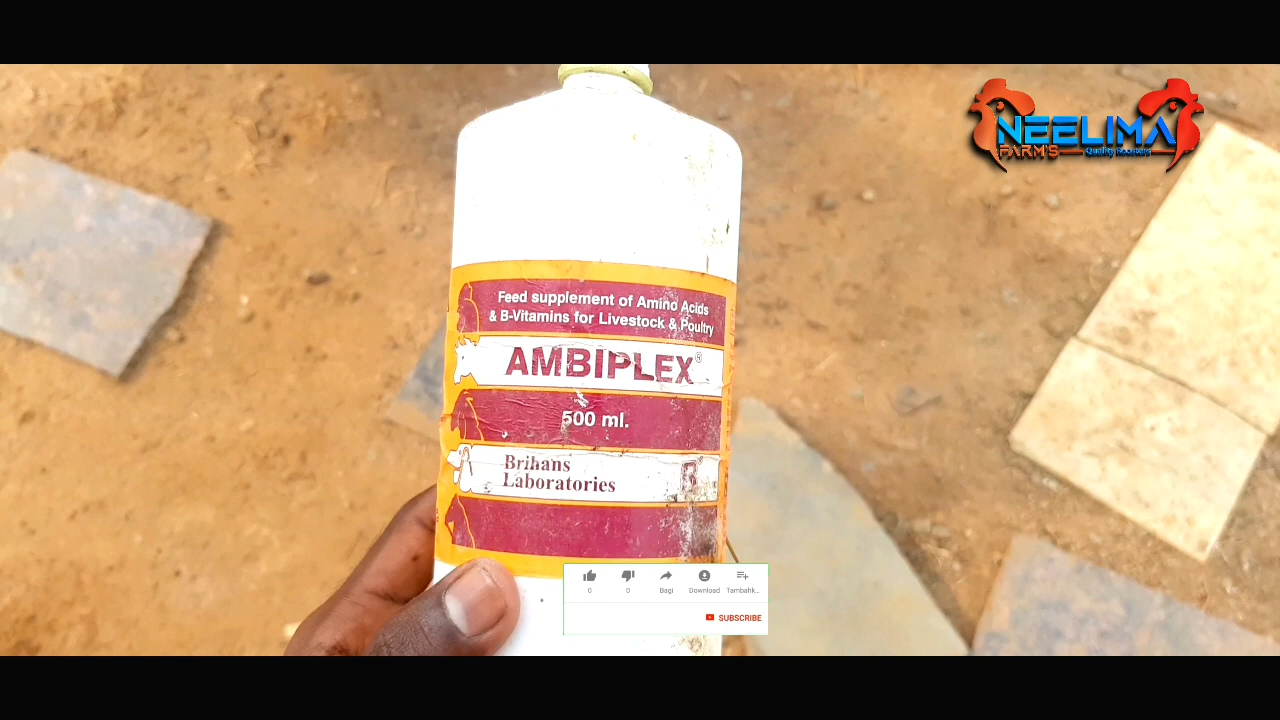 NEELIMA
FARM'S
Feed supplement of Amino Acids
& B-Vitamins for Livestock & Poultry
AMBIPLEX®
500 ml.
Brihans
Laboratories
0
0
Bagi
Download
Tambahk...
SUBSCRIBE